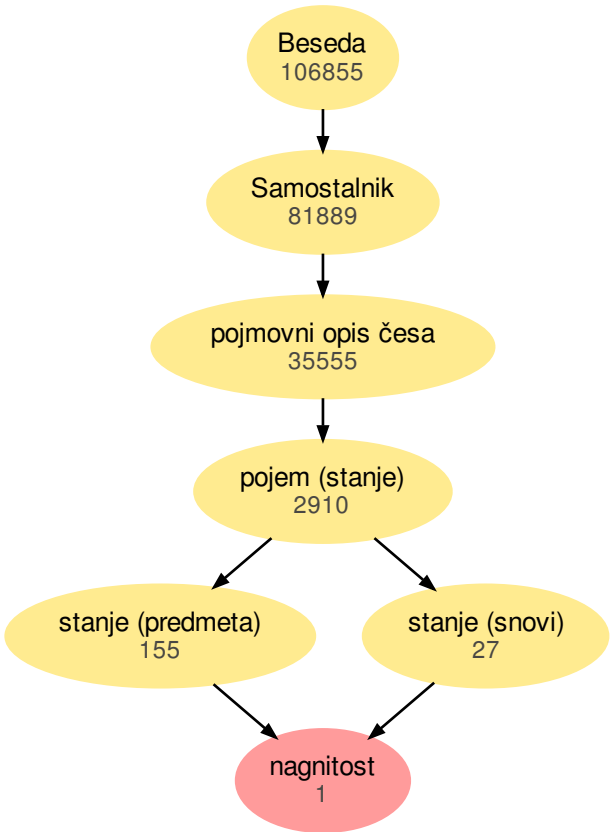 Beseda
106855
Samostalnik
81889
pojmovni opis česa
35555
pojem (stanje)
2910
stanje (predmeta)
155
stanje (snovi)
27
nagnitost
1